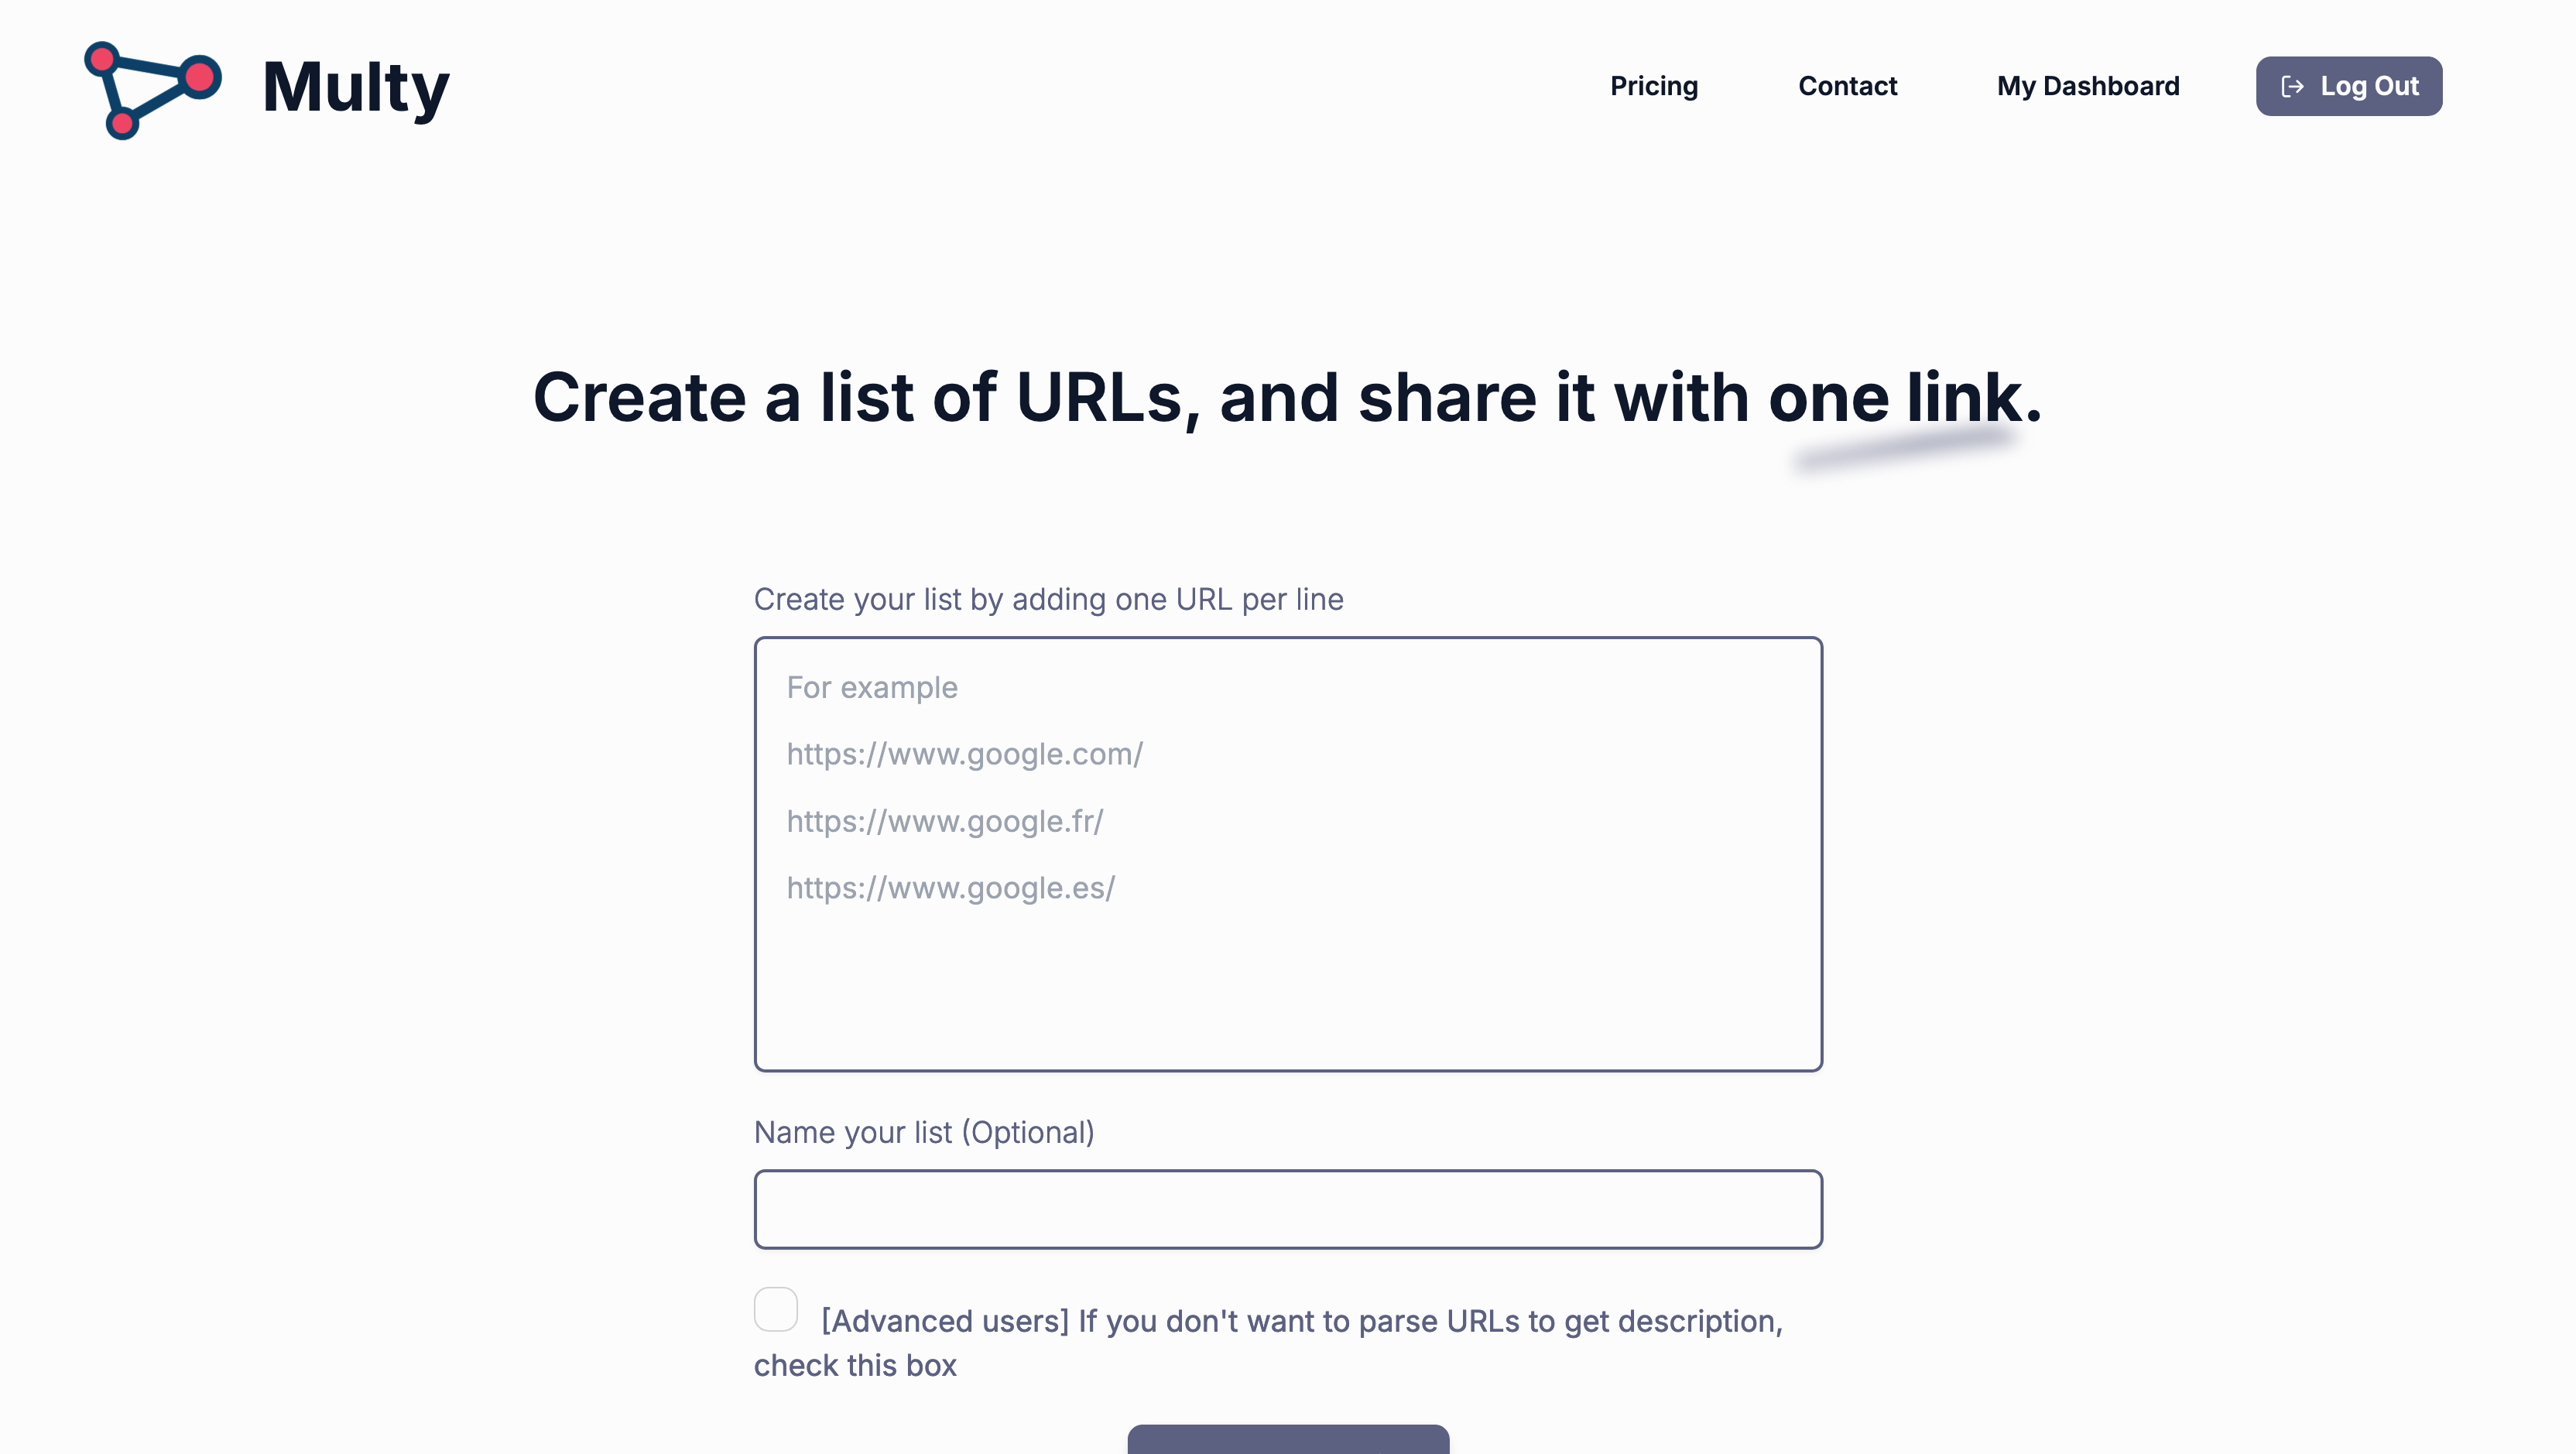 Multy
Pricing
Contact
My Dashboard
Log Out
Create a list of URLs, and share it with one link.
Create your list by adding one URL per line
For example
https://www.google.com/
https://www.google.fr/
https://www.google.es/
Name your list (Optional)
[Advanced users] If you don't want to parse URLs to get description,
check this box